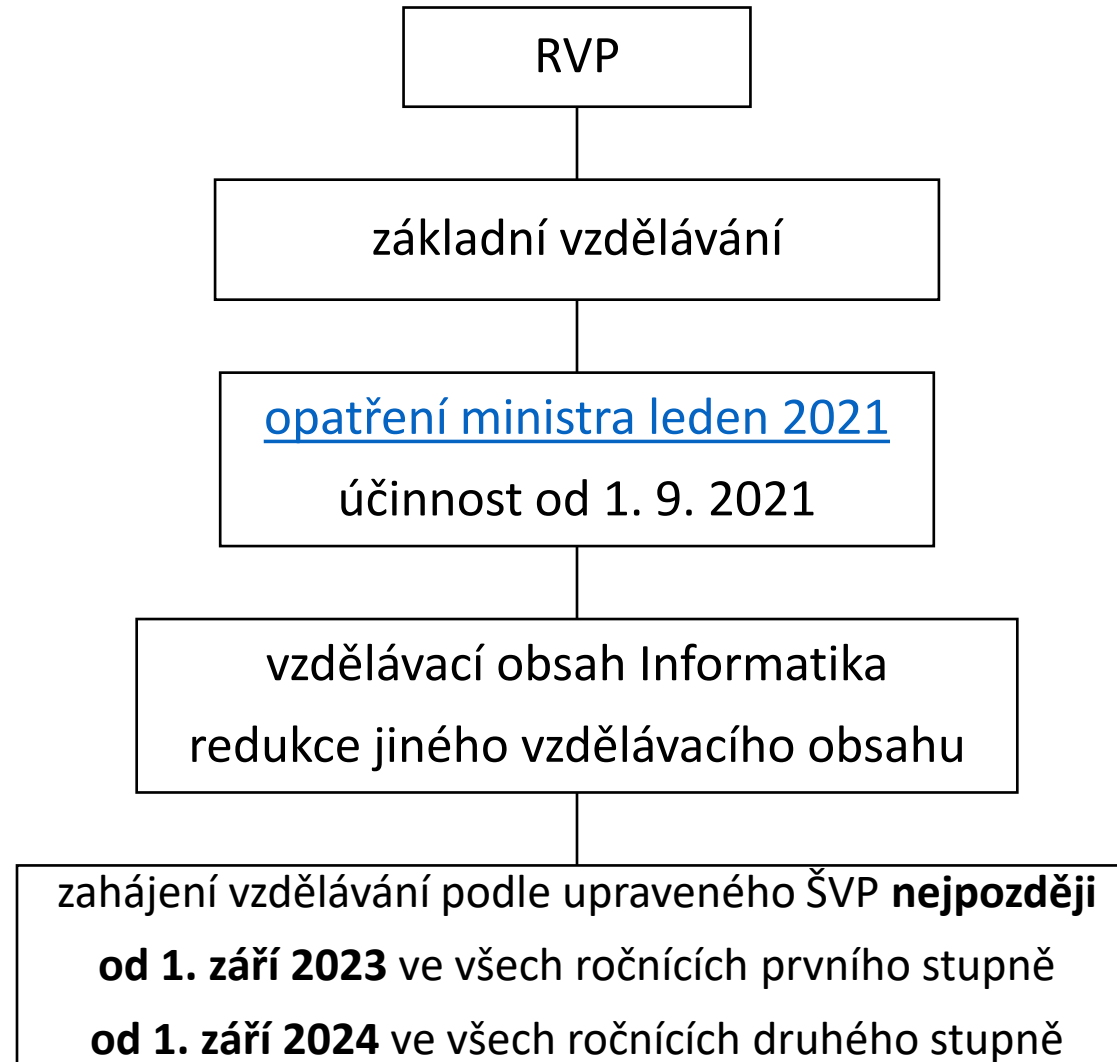 RVP
základní vzdělávání
opatření ministra leden 2021
účinnost od 1. 9. 2021
vzdělávací obsah Informatika
redukce jiného vzdělávacího obsahu
zahájení vzdělávání podle upraveného ŠVP nejpozději
od 1. září 2023 ve všech ročnících prvního stupně
od 1. září 2024 ve všech ročnících druhého stupně